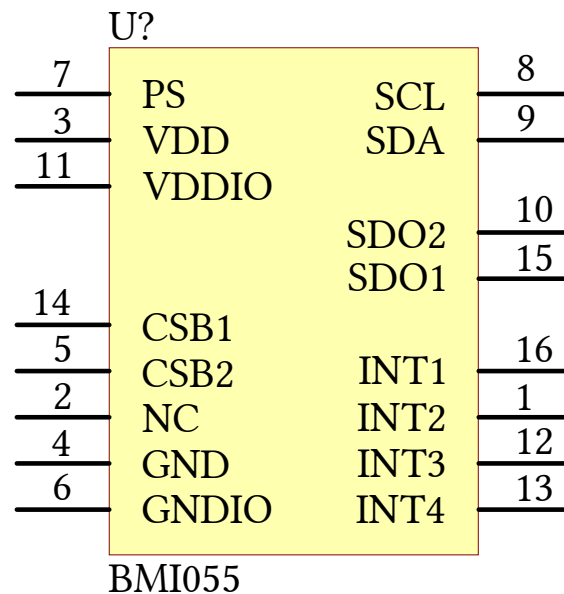 U?
7 PS SCL 8
3 VDD SDA 9
11 VDDIO
SDO2 10
SDO1 15
14 CSB1
5 CSB2 INT1 16
2 NC INT2 1
4 GND INT3 12
6 GNDIO INT4 13
BMI055